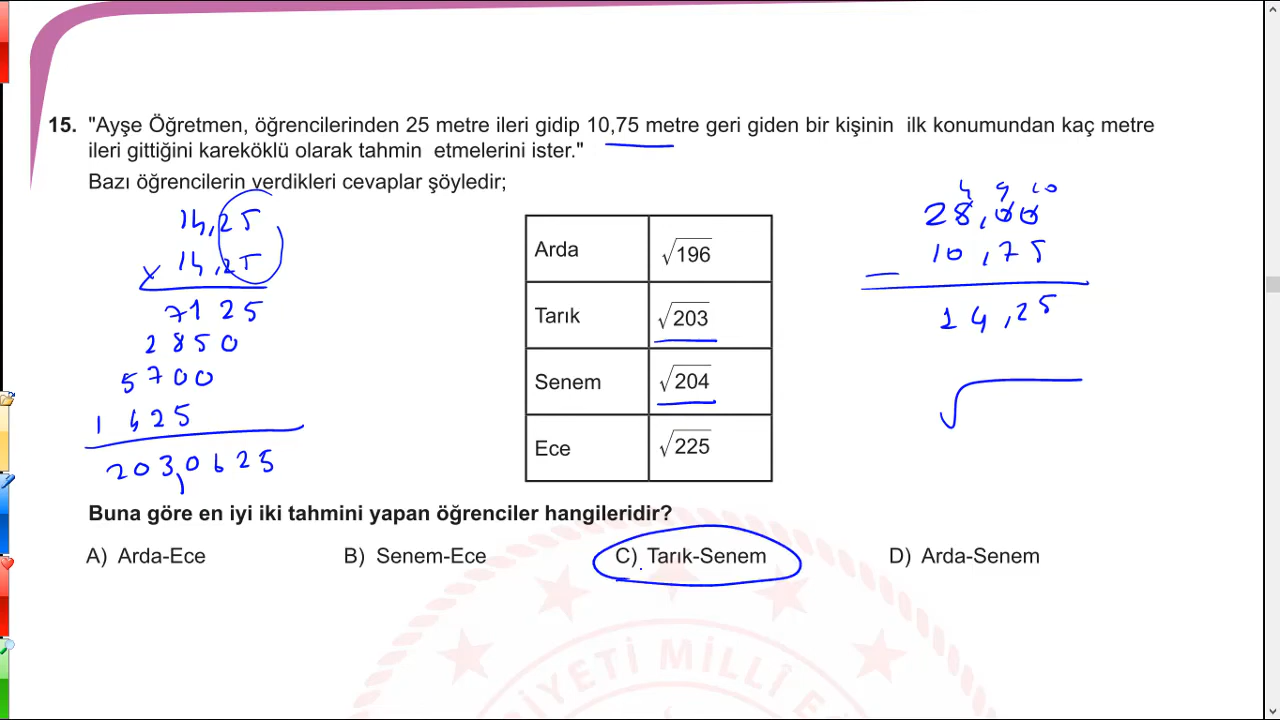 15. "Ayşe Öğretmen, öğrencilerinden 25 metre ileri gidip 10,75 metre geri giden bir kişinin ilk konumundan kaç metre
ileri gittiğini kareköklü olarak tahmin etmelerini ister."
Bazı öğrencilerin verdikleri cevaplar şöyledir;
14,25
x 14,25
7125
2850
5700
1425
203,0625
Arda √196
Tarık √203
Senem √204
Ece √225
4 9 10
28,00
10,75
14,25
√
Buna göre en iyi iki tahmini yapan öğrenciler hangileridir?
A) Arda-Ece B) Senem-Ece C) Tarık-Senem D) Arda-Senem